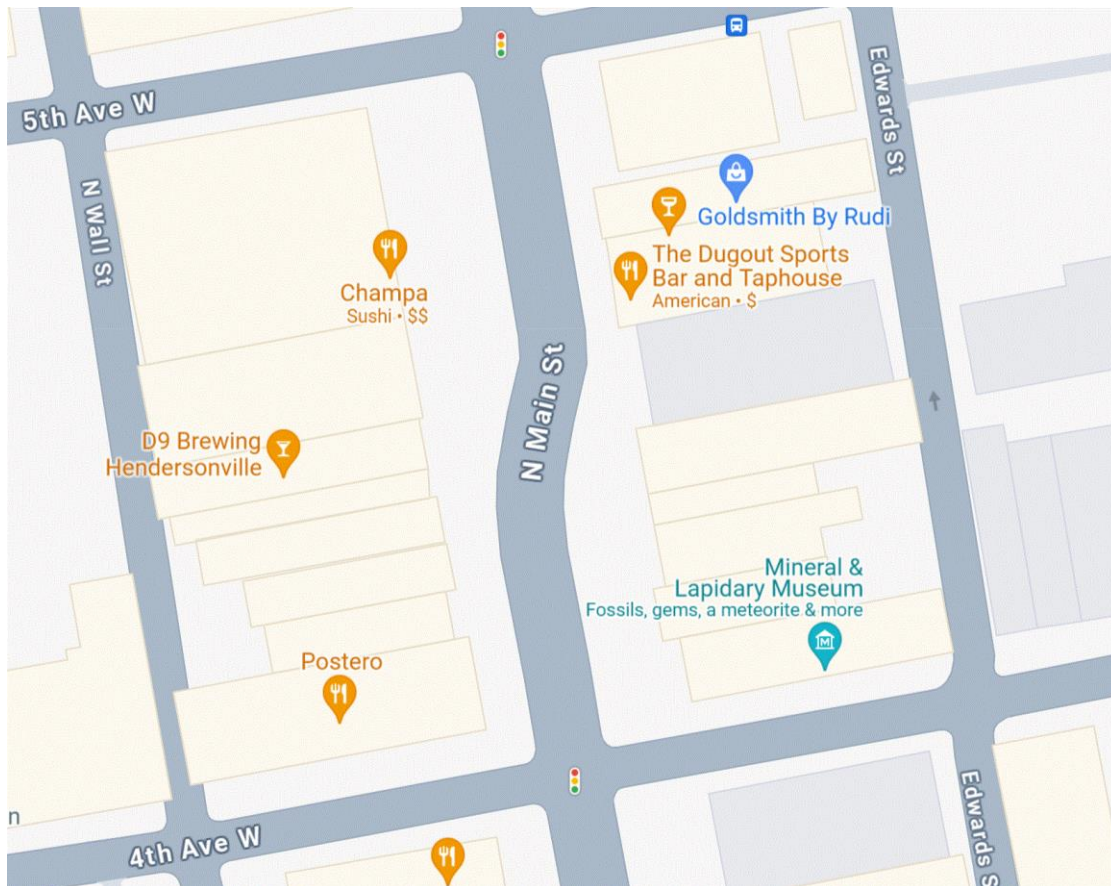 5th Ave W
Edwards St
N Wall St
Goldsmith By Rudi
The Dugout Sports
Bar and Taphouse
American • $
Champa
Sushi • $$
N Main St
D9 Brewing
Hendersonville
Mineral &
Lapidary Museum
Fossils, gems, a meteorite & more
M
Postero
n
4th Ave W
Edwards S